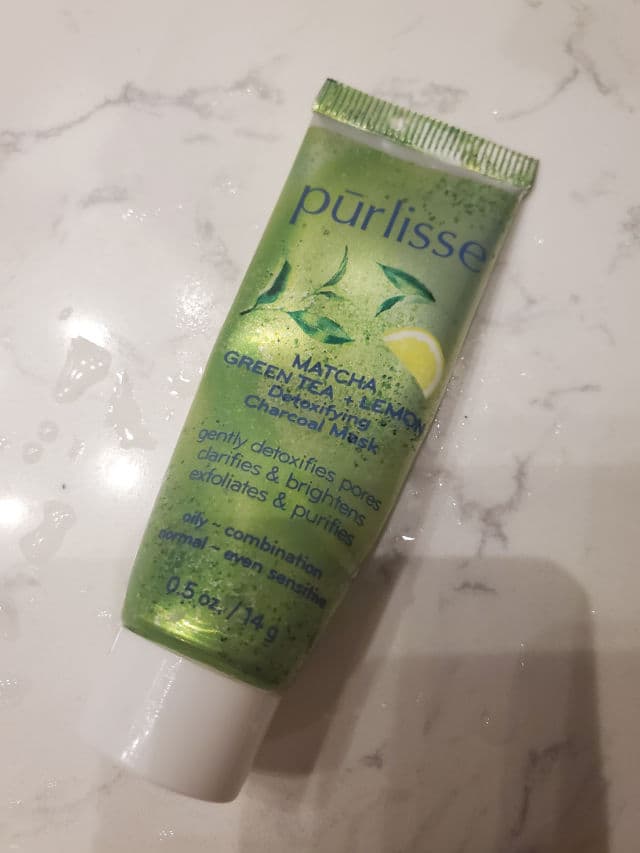 pūrlisse
MATCHA
GREEN TEA + LEMON
Detoxifying
Charcoal Mask
gently detoxifies pores
clarifies & brightens
exfoliates & purifies
oily ~ combination
normal ~ even sensitive
0.5 oz. / 14 g